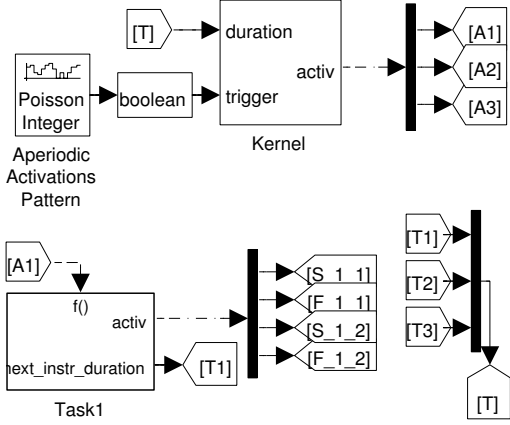 [T]
duration
[A1]
activ
[A2]
Poisson
Integer
boolean
trigger
[A3]
Kernel
Aperiodic
Activations
Pattern
[A1]
f()
activ
next_instr_duration
Task1
[T1]
[S_1_1]
[F_1_1]
[S_1_2]
[F_1_2]
[T1]
[T2]
[T3]
[T]